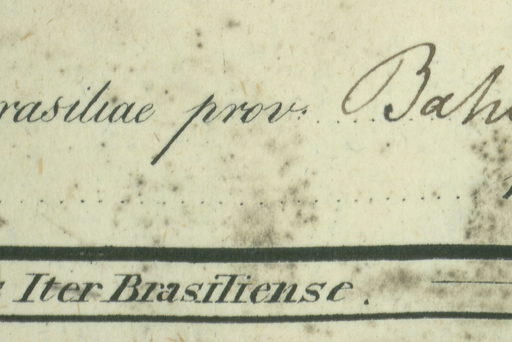 rasiliae prov. Bah
Iter Brasiliense.